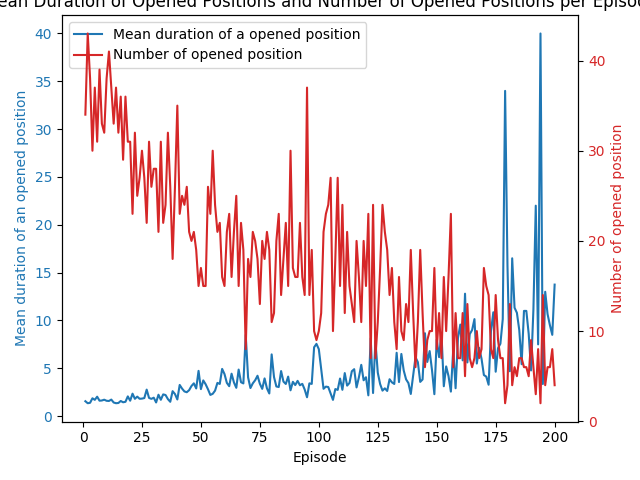 ean Duration of Opened Positions and Number of Opened Positions per Episod
Mean duration of a opened position
Number of opened position
40
35
30
25
20
15
10
5
0
Mean duration of an opened position
40
30
20
10
0
Number of opened position
0 25 50 75 100 125 150 175 200
Episode